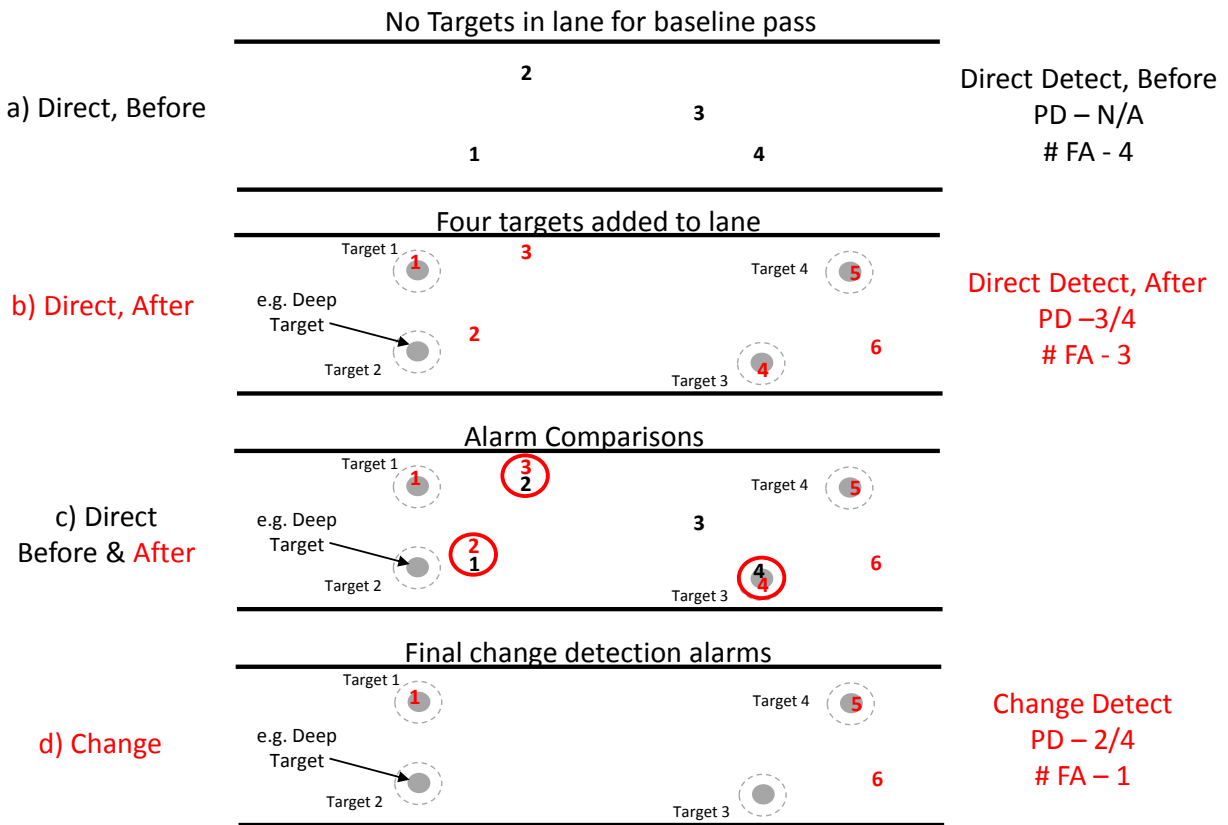 No Targets in lane for baseline pass
a) Direct, Before
2
3
1
4
Direct Detect, Before
PD – N/A
# FA - 4
Four targets added to lane
b) Direct, After
Target 1
1
3
Target 4
5
e.g. Deep
Target
2
6
Target 2
Target 3
4
Direct Detect, After
PD –3/4
# FA - 3
Alarm Comparisons
c) Direct
Before & After
Target 1
1
3
2
Target 4
5
e.g. Deep
Target
3
2
1
6
Target 2
4
4
Target 3
Final change detection alarms
d) Change
Target 1
1
Target 4
5
e.g. Deep
Target
6
Target 2
Target 3
Change Detect
PD – 2/4
# FA – 1